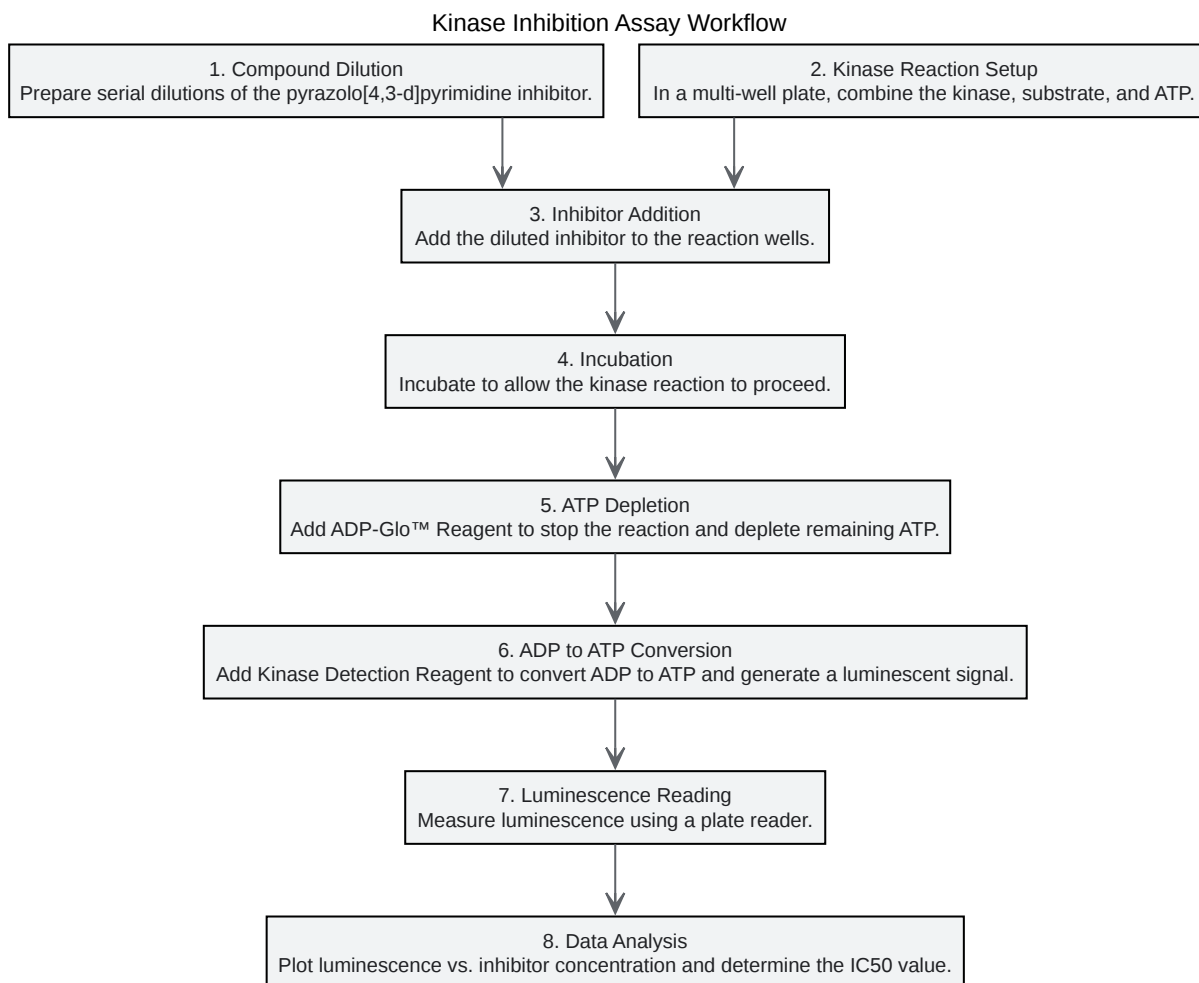 Kinase Inhibition Assay Workflow
1. Compound Dilution
Prepare serial dilutions of the pyrazolo[4,3-d]pyrimidine inhibitor.
2. Kinase Reaction Setup
In a multi-well plate, combine the kinase, substrate, and ATP.
3. Inhibitor Addition
Add the diluted inhibitor to the reaction wells.
4. Incubation
Incubate to allow the kinase reaction to proceed.
5. ATP Depletion
Add ADP-Glo™ Reagent to stop the reaction and deplete remaining ATP.
6. ADP to ATP Conversion
Add Kinase Detection Reagent to convert ADP to ATP and generate a luminescent signal.
7. Luminescence Reading
Measure luminescence using a plate reader.
8. Data Analysis
Plot luminescence vs. inhibitor concentration and determine the IC50 value.